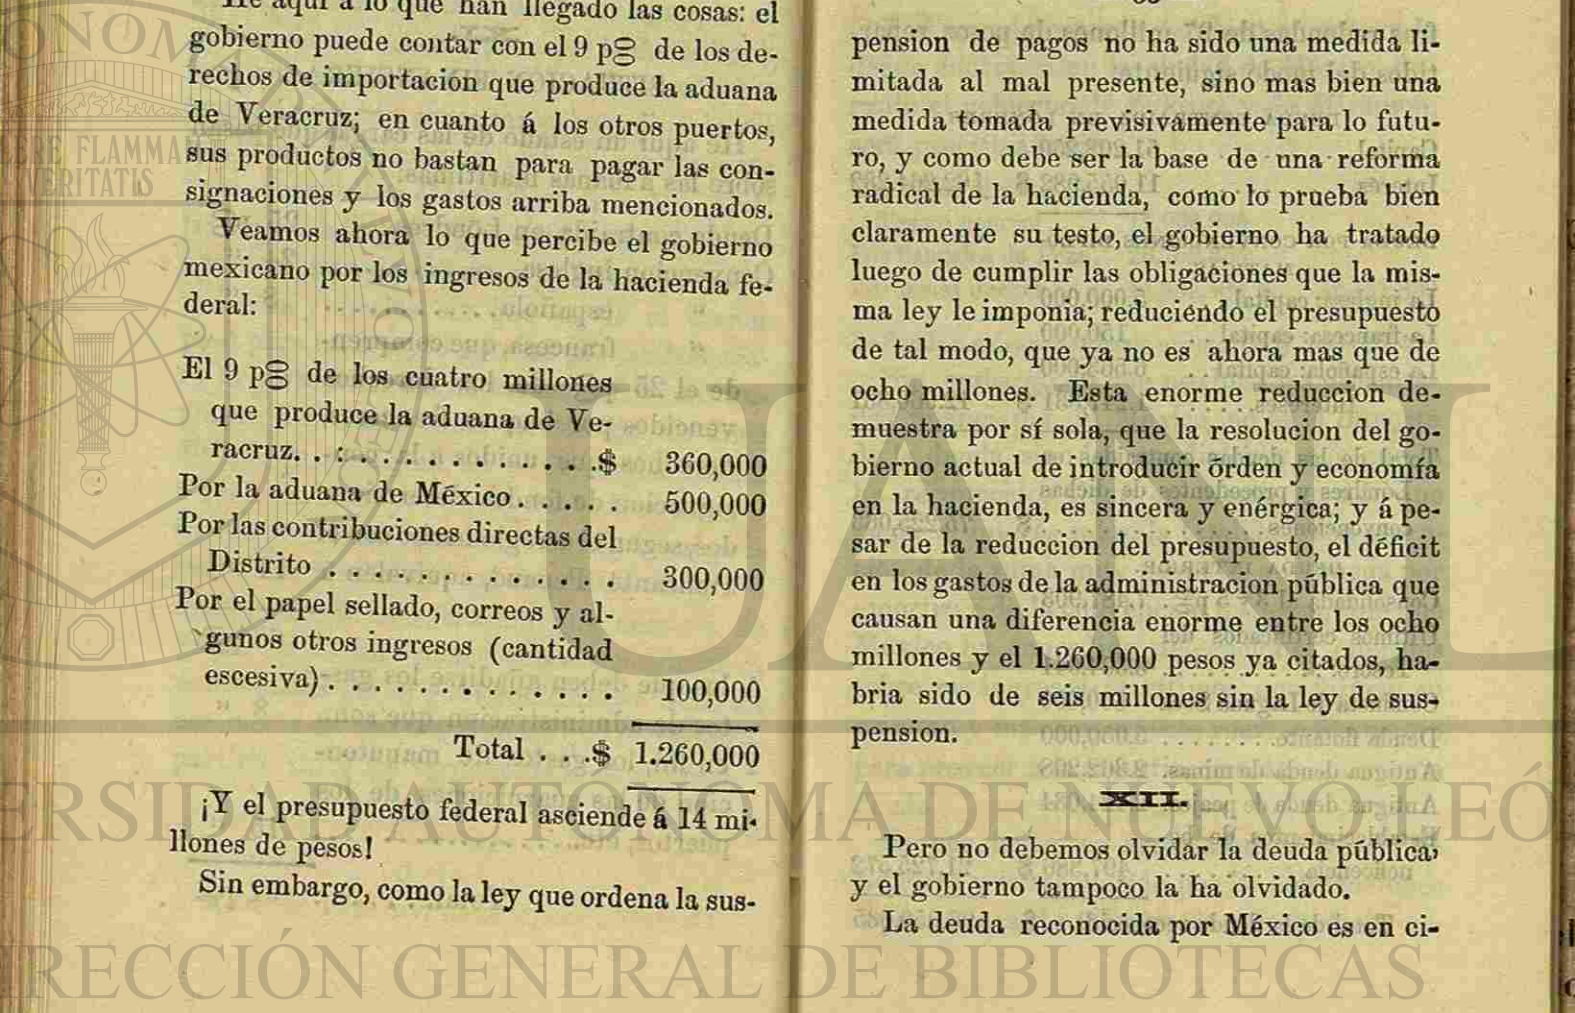 He aquí á lo que han llegado las cosas: el
gobierno puede contar con el 9 p% de los de-
rechos de importacion que produce la aduana
de Veracruz; en cuanto á los otros puertos,
sus productos no bastan para pagar las con-
signaciones y los gastos arriba mencionados.
Veamos ahora lo que percibe el gobierno
mexicano por los ingresos de la hacienda fe-
deral:
El 9 p% de los cuatro millones
que produce la aduana de Ve-
racruz. . : . . . . . . . . . . .$ 360,000
Por la aduana de México . . . . . 500,000
Por las contribuciones directas del
Distrito . . . . . . . . . . . . . 300,000
Por el papel sellado, correos y al-
gunos otros ingresos (cantidad
escesiva) . . . . . . . . . . . . . 100,000
Total . . .$ 1.260,000
¡Y el presupuesto federal asciende á 14 mi-
llones de pesos!
Sin embargo, como la ley que ordena la sus-
pension de pagos no ha sido una medida li-
mitada al mal presente, sino mas bien una
medida tomada previsivamente para lo futu-
ro, y como debe ser la base de una reforma
radical de la hacienda, como lo prueba bien
claramente su testo, el gobierno ha tratado
luego de cumplir las obligaciones que la mis-
ma ley le imponia; reduciéndo el presupuesto
de tal modo, que ya no es ahora mas que de
ocho millones. Esta enorme reduccion de-
muestra por sí sola, que la resolucion del go-
bierno actual de introducir órden y economía
en la hacienda, es sincera y enérgica; y á pe-
sar de la reduccion del presupuesto, el déficit
en los gastos de la administracion pública que
causan una diferencia enorme entre los ocho
millones y el 1.260,000 pesos ya citados, ha-
bria sido de seis millones sin la ley de sus-
pension.
XII.
Pero no debemos olvidar la deuda pública,
y el gobierno tampoco la ha olvidado.
La deuda reconocida por México es en ci-
UANL
ERSIDAD AUTÓNOMA DE NUEVO LEÓ
IRECCIÓN GENERAL DE BIBLIOTECAS